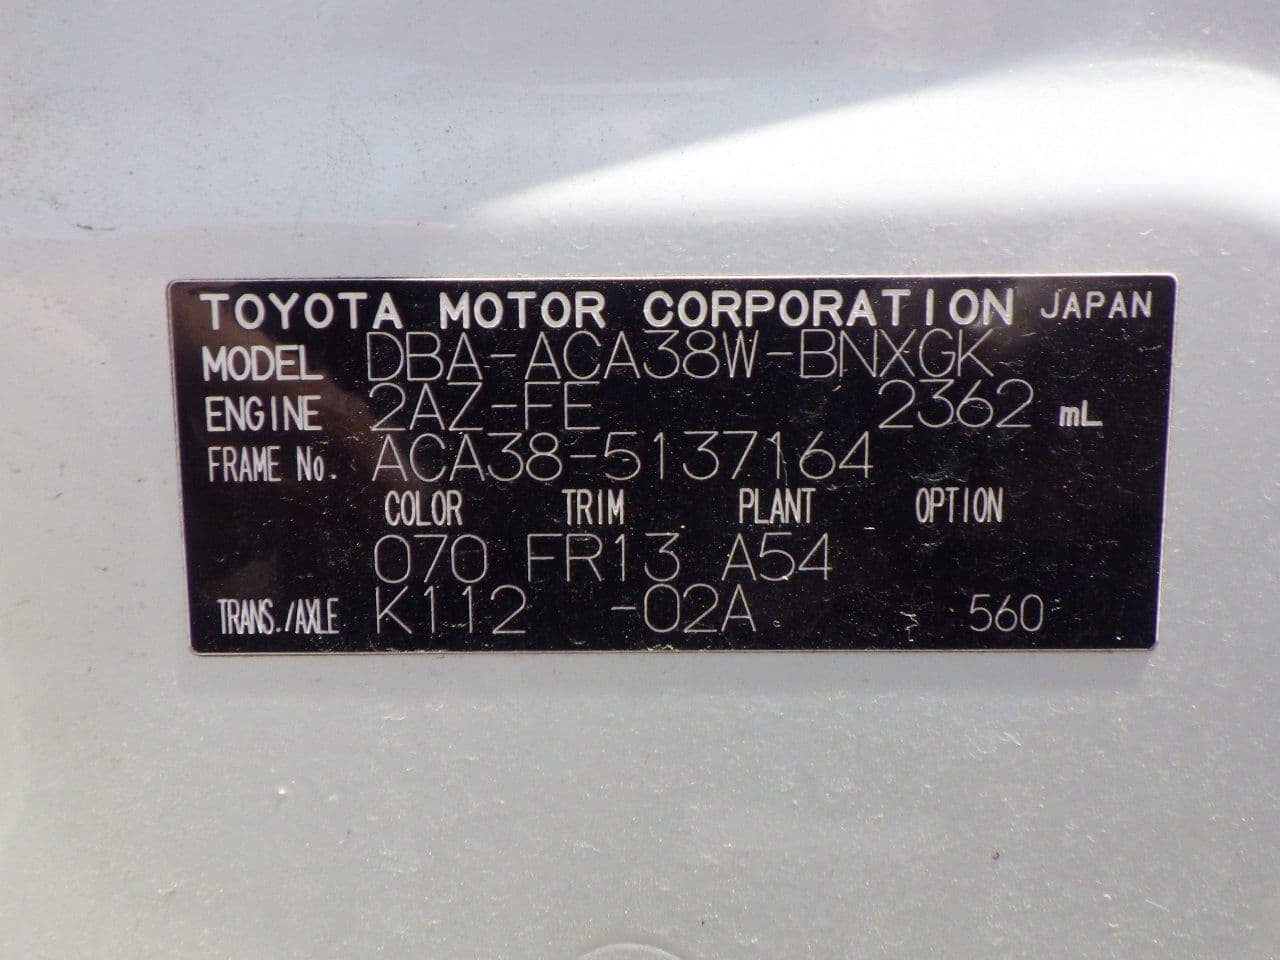 TOYOTA MOTOR CORPORATION JAPAN
MODEL DBA-ACA38W-BNXGK
ENGINE 2AZ-FE 2362 mL
FRAME No. ACA38-5137164
COLOR TRIM PLANT OPTION
070 FR13 A54
TRANS./AXLE K112 -02A 560